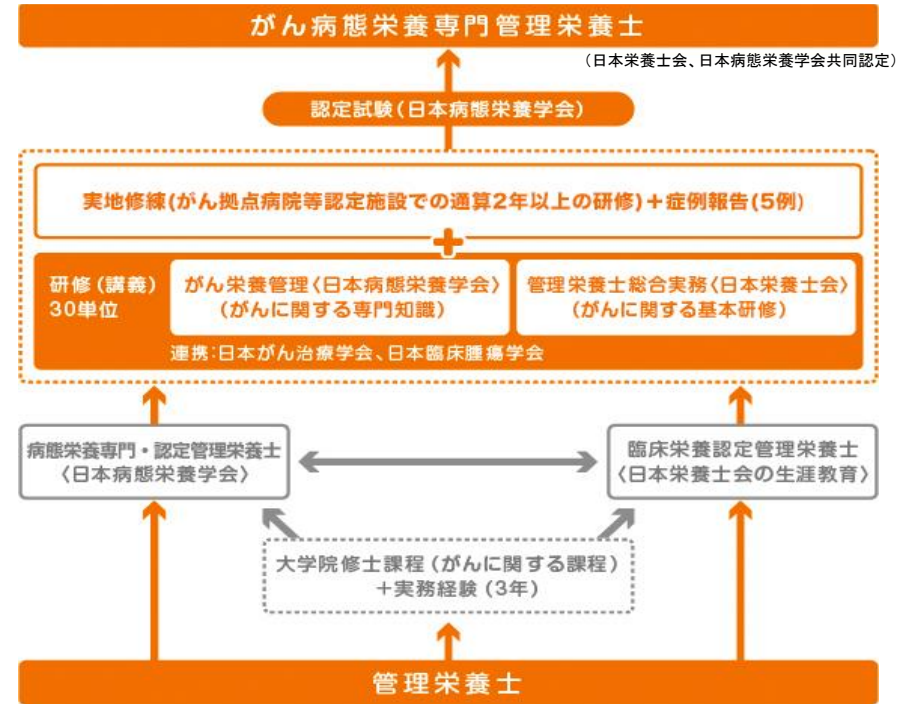 がん病態栄養専門管理栄養士
（日本栄養士会、日本病態栄養学会共同認定）
認定試験(日本病態栄養学会)
実地修練(がん拠点病院等認定施設での通算2年以上の研修)＋症例報告(5例)
＋
研修(講義)
30単位
がん栄養管理〈日本病態栄養学会〉
(がんに関する専門知識)
管理栄養士総合実務〈日本栄養士会〉
(がんに関する基本研修)
連携：日本がん治療学会、日本臨床腫瘍学会
病態栄養専門・認定管理栄養士
〈日本病態栄養学会〉
臨床栄養認定管理栄養士
〈日本栄養士会の生涯教育〉
大学院修士課程(がんに関する課程)
＋実務経験(3年)
管理栄養士